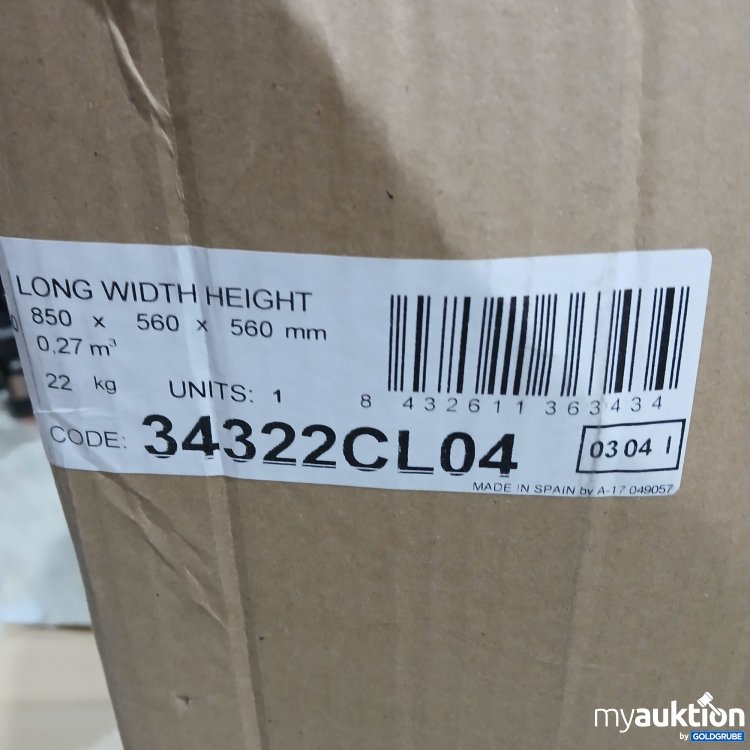 LONG WIDTH HEIGHT
850 x 560 x 560 mm
0,27 m³
22 kg UNITS: 1
8 432611 363434
CODE: 34322CL04
03 04 I
MADE IN SPAIN by A-17 049057
myauktion
by GOLDGRUBE